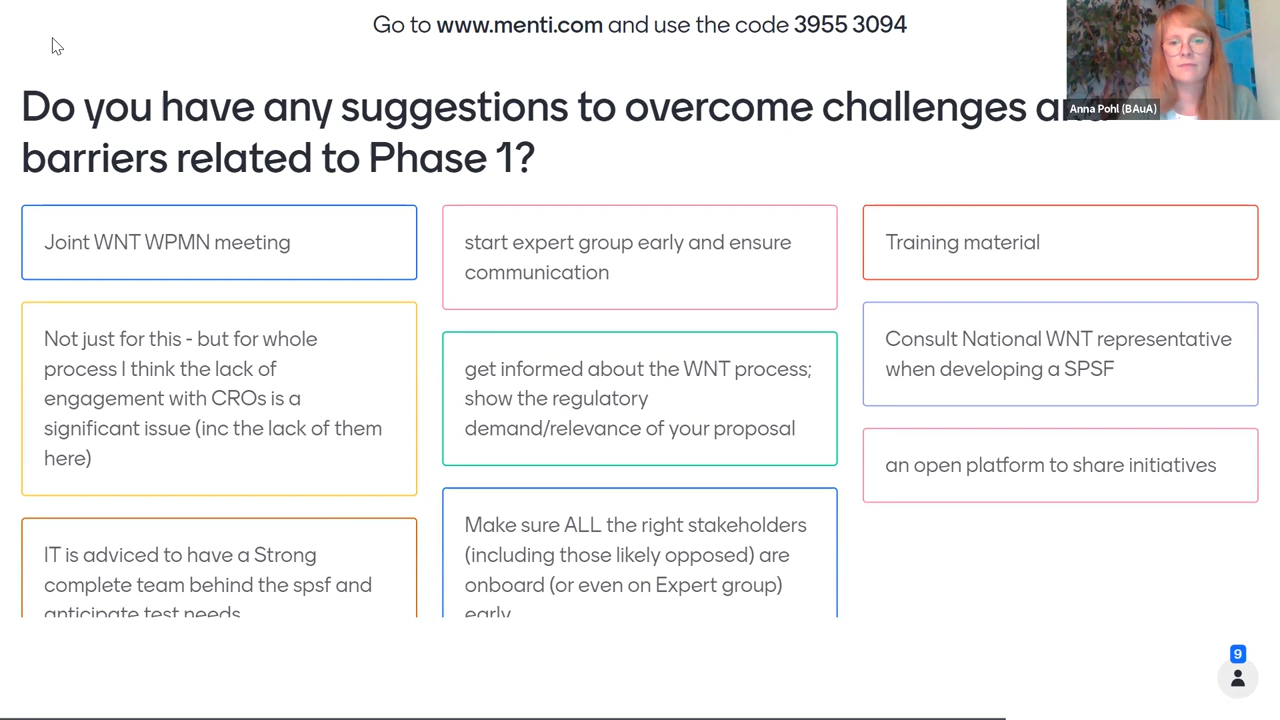 Go to www.menti.com and use the code 3955 3094
Anna Pohl (BAuA)
Do you have any suggestions to overcome challenges
barriers related to Phase 1?
Joint WNT WPMN meeting
Not just for this - but for whole
process I think the lack of
engagement with CROs is a
significant issue (inc the lack of them
here)
IT is adviced to have a Strong
complete team behind the spsf and
anticipate test needs
start expert group early and ensure
communication
get informed about the WNT process;
show the regulatory
demand/relevance of your proposal
Make sure ALL the right stakeholders
(including those likely opposed) are
onboard (or even on Expert group)
early
Training material
Consult National WNT representative
when developing a SPSF
an open platform to share initiatives
9